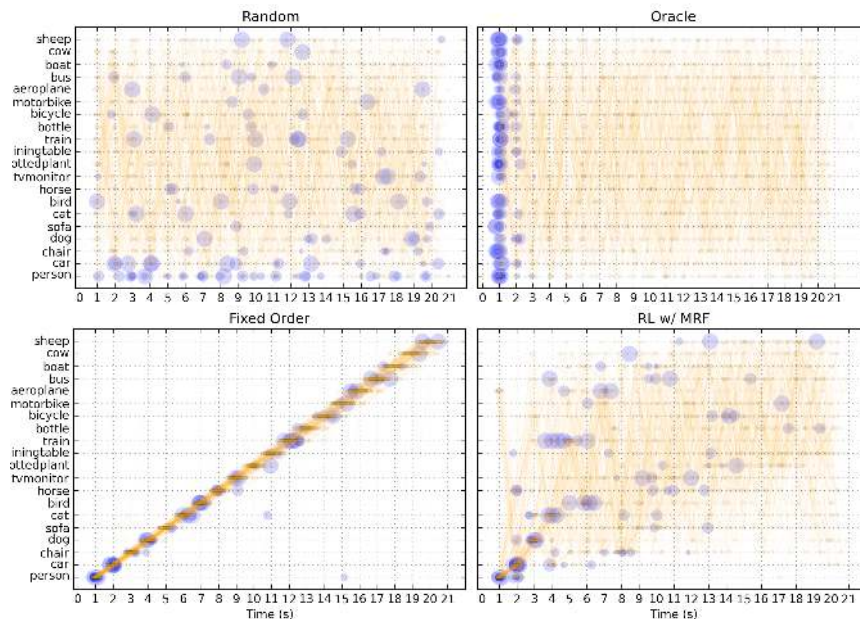 Random
Oracle
sheep
cow
boat
bus
aeroplane
motorbike
bicycle
bottle
train
iningtable
ottedplant
tvmonitor
horse
bird
cat
sofa
dog
chair
car
person
0 1 2 3 4 5 6 7 8 9 10 11 12 13 14 15 16 17 18 19 20 21
0 1 2 3 4 5 6 7 8 9 10 11 12 13 14 15 16 17 18 19 20 21
Fixed Order
RL w/ MRF
sheep
cow
boat
bus
aeroplane
motorbike
bicycle
bottle
train
iningtable
ottedplant
tvmonitor
horse
bird
cat
sofa
dog
chair
car
person
0 1 2 3 4 5 6 7 8 9 10 11 12 13 14 15 16 17 18 19 20 21
0 1 2 3 4 5 6 7 8 9 10 11 12 13 14 15 16 17 18 19 20 21
Time (s)
Time (s)